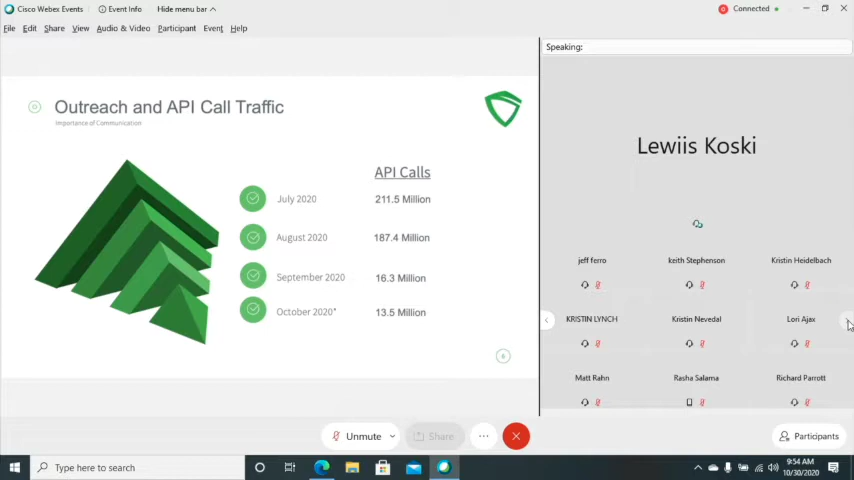 Cisco Webex Events
Event Info
Hide menu bar
Connected
File Edit Share View Audio & Video Participant Event Help
Speaking:
Outreach and API Call Traffic
Importance of Communication
API Calls
July 2020 211.5 Million
August 2020 187.4 Million
September 2020 16.3 Million
October 2020* 13.5 Million
6
Lewiis Koski
jeff ferro keith Stephenson Kristin Heidelbach
KRISTIN LYNCH Kristin Nevedal Lori Ajax
Matt Rahn Rasha Salama Richard Parrott
Unmute Share Participants
Type here to search
9:54 AM
10/30/2020